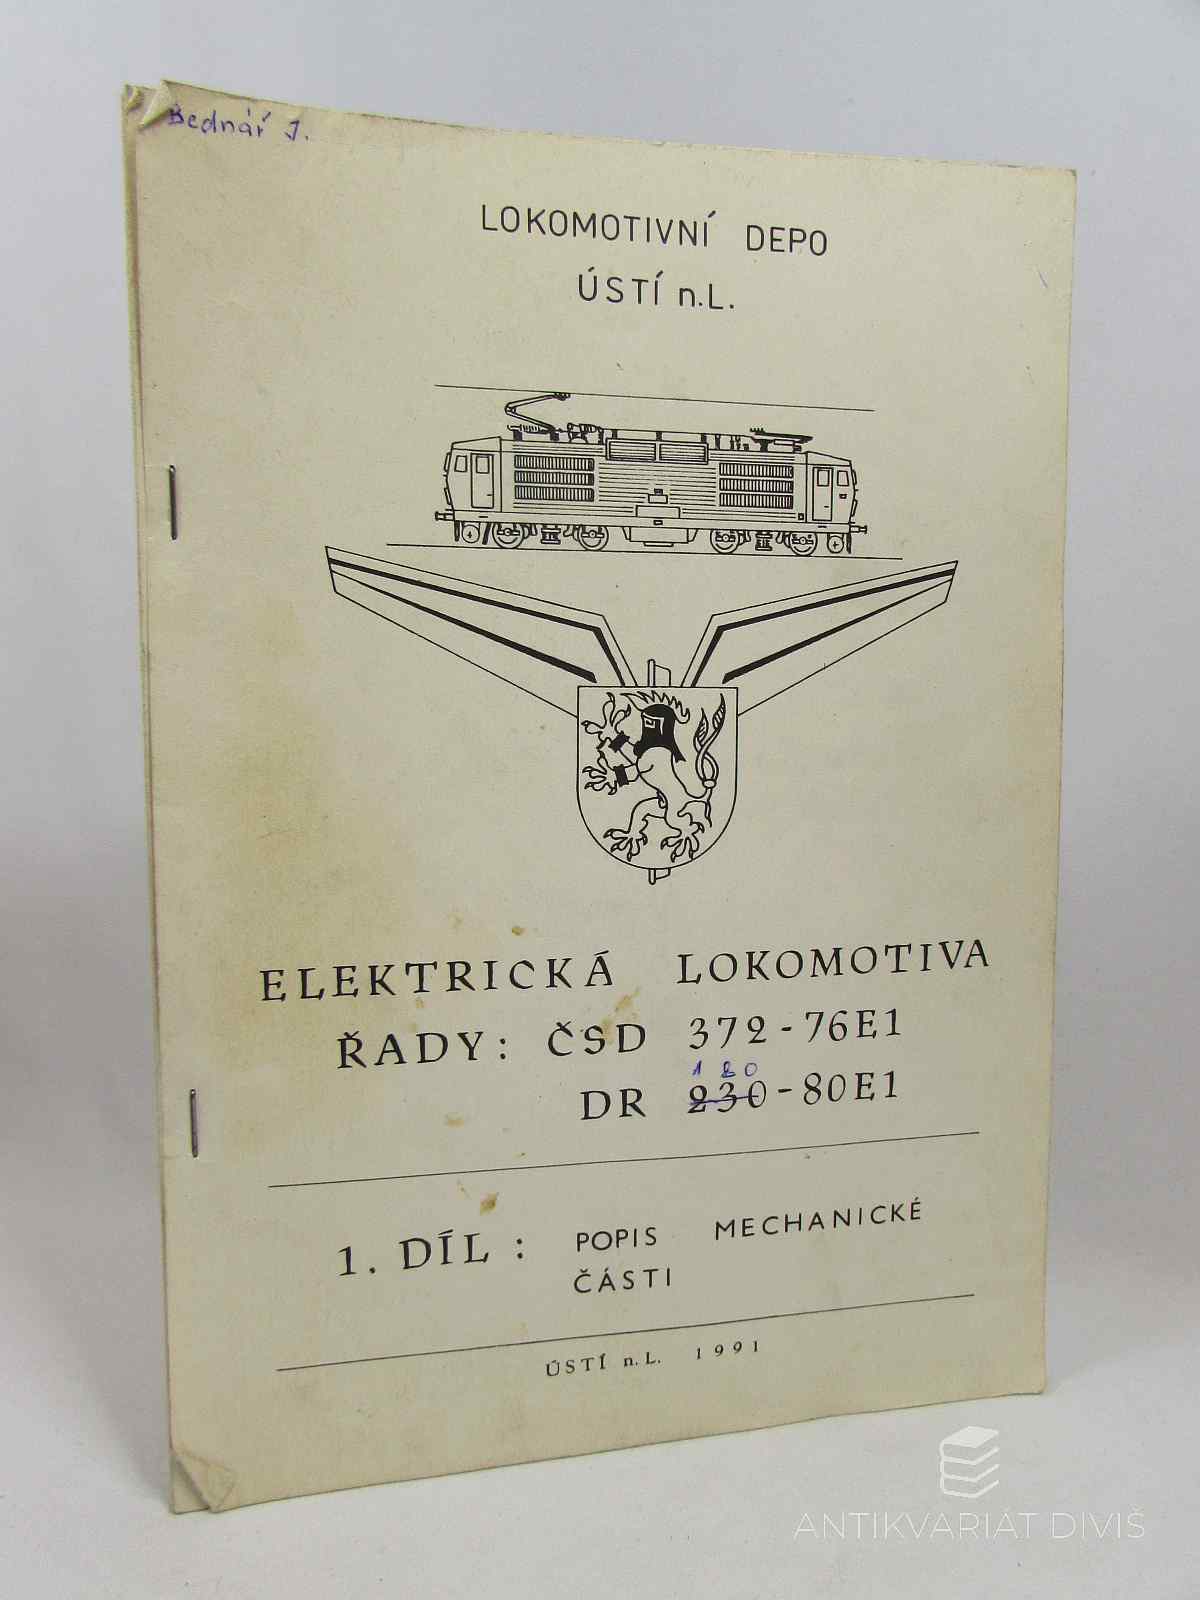 Bednář J.
LOKOMOTIVNÍ DEPO
ÚSTÍ n.L.
ELEKTRICKÁ LOKOMOTIVA
ŘADY: ČSD 372-76E1
180
DR 230-80E1
1. DÍL: POPIS MECHANICKÉ
ČÁSTI
ÚSTÍ n.L. 1991
ANTIKVARIÁT DIVIŠ